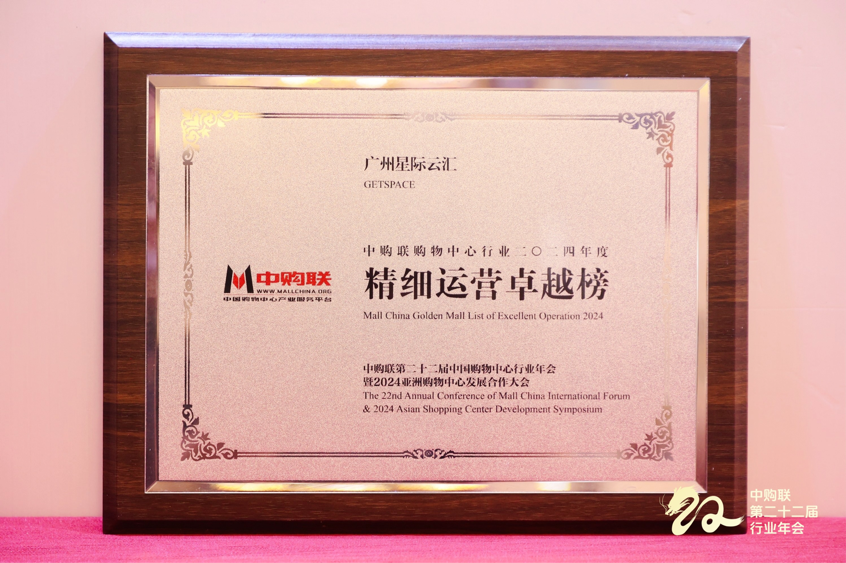 广州星际云汇
GETSPACE
中购联购物中心行业二〇二四年度
精细运营卓越榜
Mall China Golden Mall List of Excellent Operation 2024
中购联
WWW.MALLCHINA.ORG
中国购物中心产业服务平台
中购联第二十二届中国购物中心行业年会
暨2024亚洲购物中心发展合作大会
The 22nd Annual Conference of Mall China International Forum
& 2024 Asian Shopping Center Development Symposium
中购联
第二十二届
行业年会